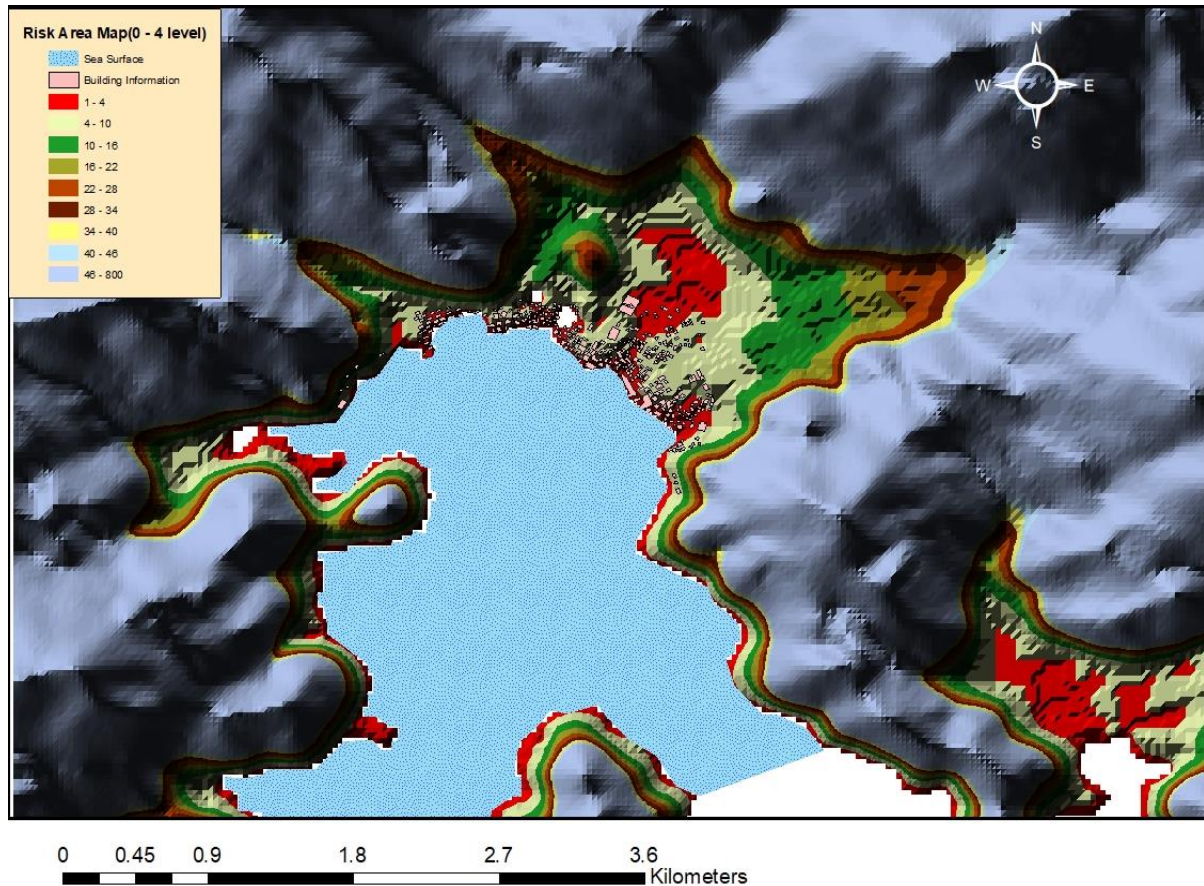 Risk Area Map(0 - 4 level)
Sea Surface
Building Information
1 - 4
4 - 10
10 - 16
16 - 22
22 - 28
28 - 34
34 - 40
40 - 46
46 - 800
N
W E
S
0 0.45 0.9 1.8 2.7 3.6
Kilometers